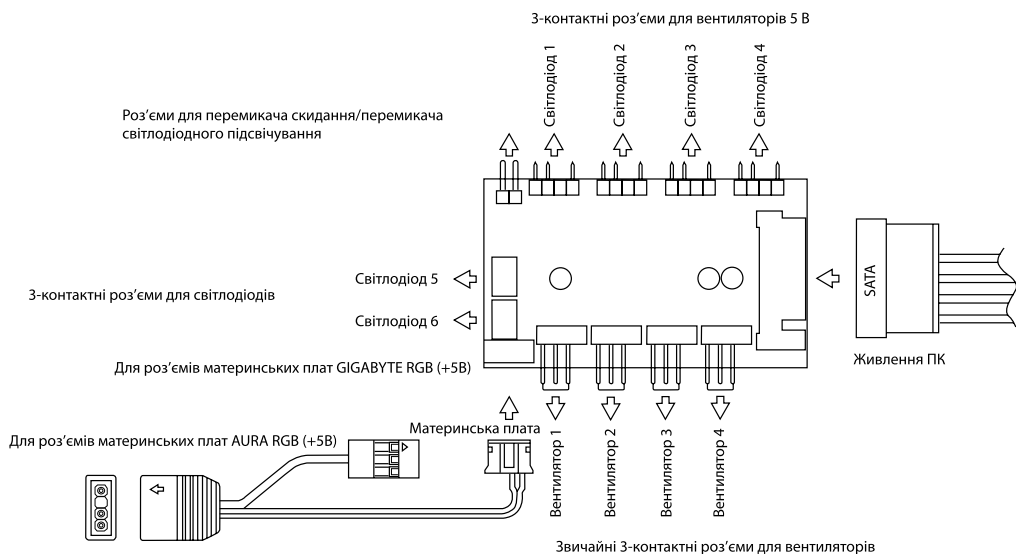 3-контактні роз’єми для вентиляторів 5 В
Світлодіод 1
Світлодіод 2
Світлодіод 3
Світлодіод 4
Роз’єми для перемикача скидання/перемикача
світлодіодного підсвічування
Світлодіод 5
3-контактні роз’єми для світлодіодів
Світлодіод 6
SATA
Живлення ПК
Для роз’ємів материнських плат GIGABYTE RGB (+5В)
Материнська плата
Для роз’ємів материнських плат AURA RGB (+5В)
Вентилятор 1
Вентилятор 2
Вентилятор 3
Вентилятор 4
Звичайні 3-контактні роз’єми для вентиляторів